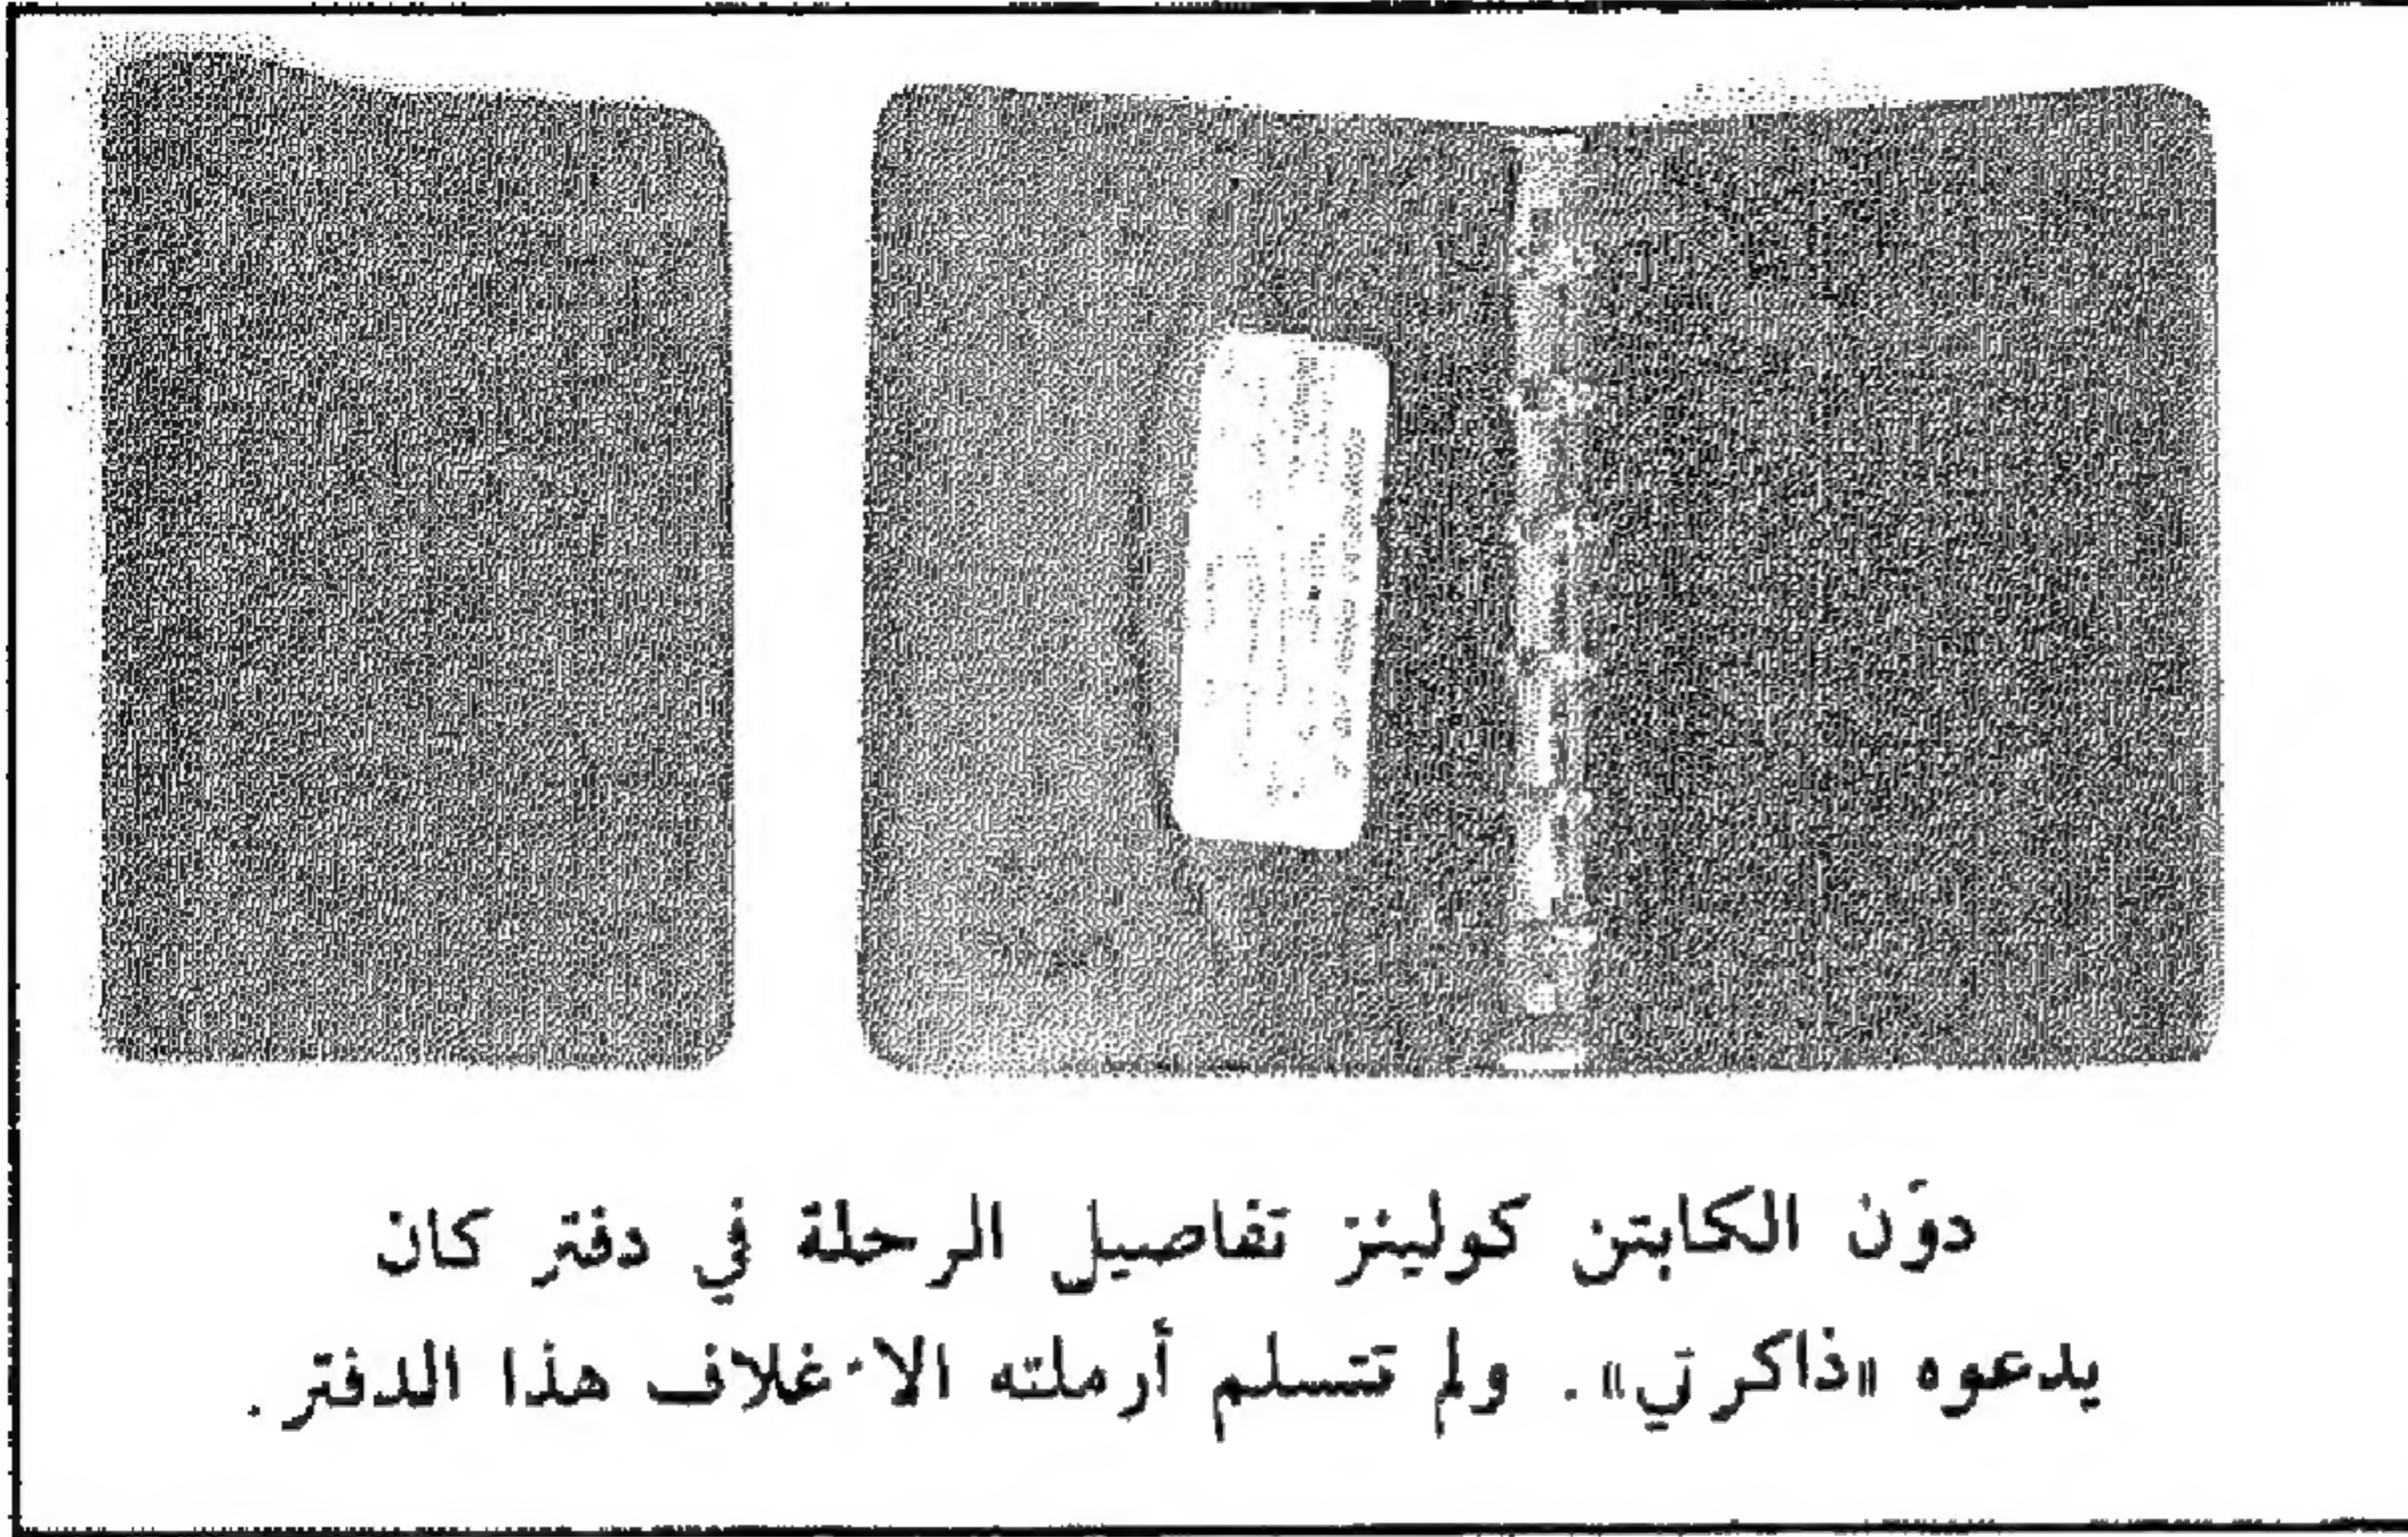 دوّن الكابتن كولينز تفاصيل الرحلة في دفتر كان
يدعوه «ذاكرتي». ولم تتسلم أرملته الا غلاف هذا الدفتر.